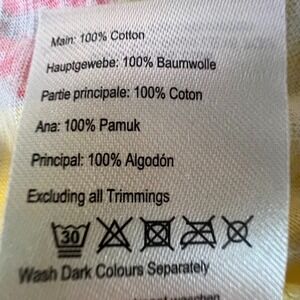 Main: 100% Cotton
Hauptgewebe: 100% Baumwolle
Partie principale: 100% Coton
Ana: 100% Pamuk
Principal: 100% Algodón
Excluding all Trimmings
30
Wash Dark Colours Separately